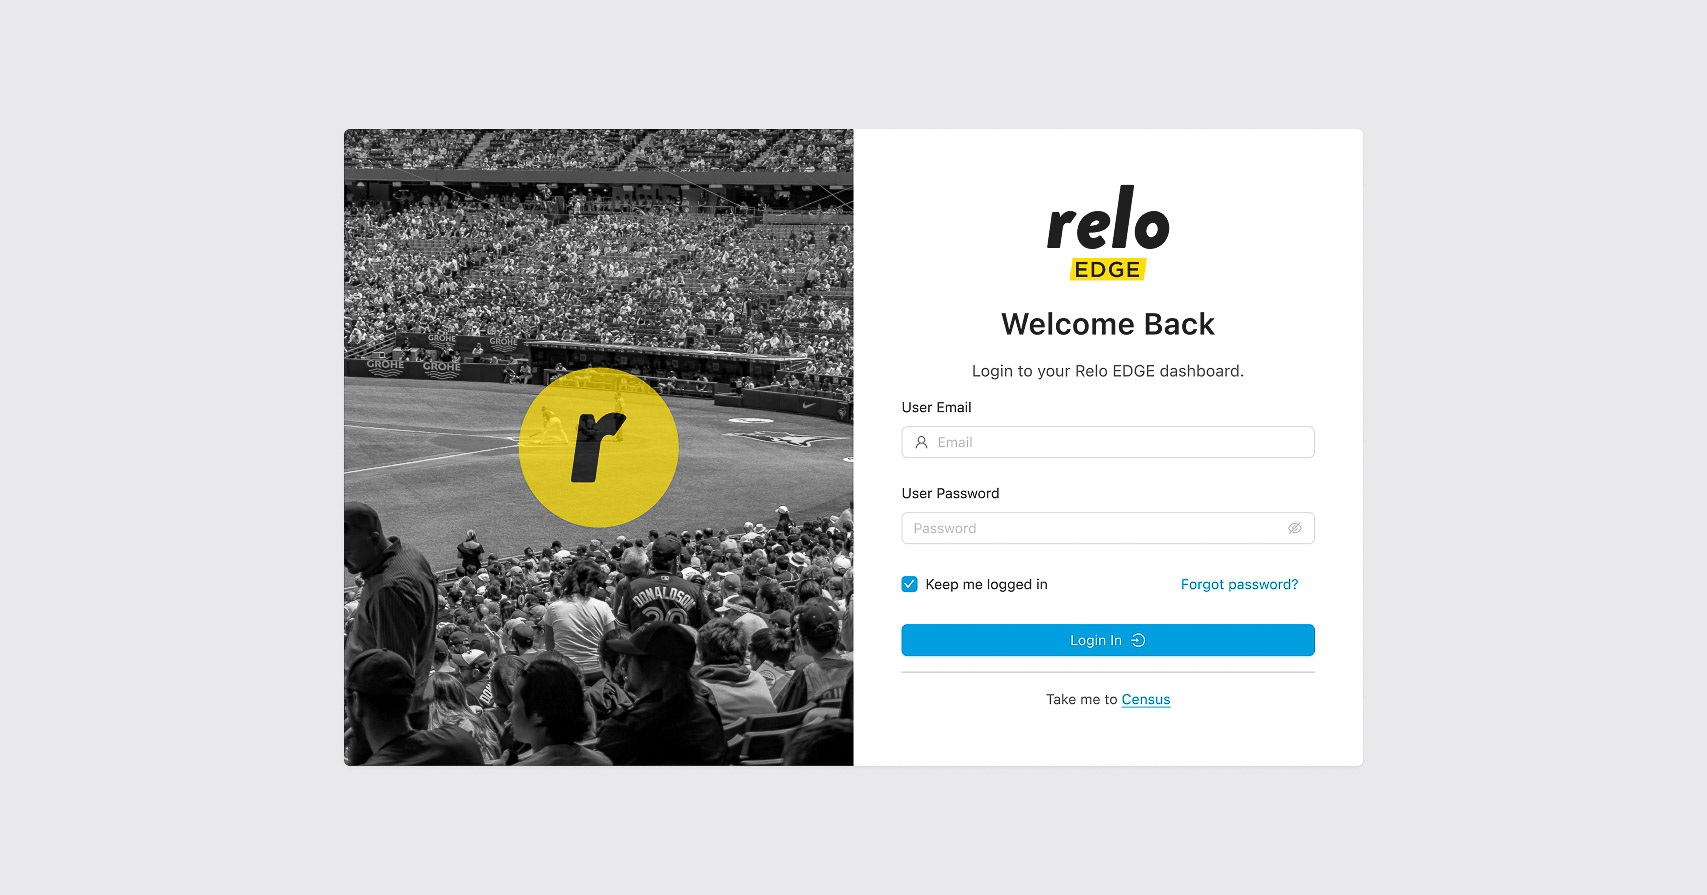 GROHE
GROHE
GROHE
GROHE
r
DONALDSON
20
relo
EDGE
Welcome Back
Login to your Relo EDGE dashboard.
User Email
Email
User Password
Password
Keep me logged in
Forgot password?
Login In
Take me to Census